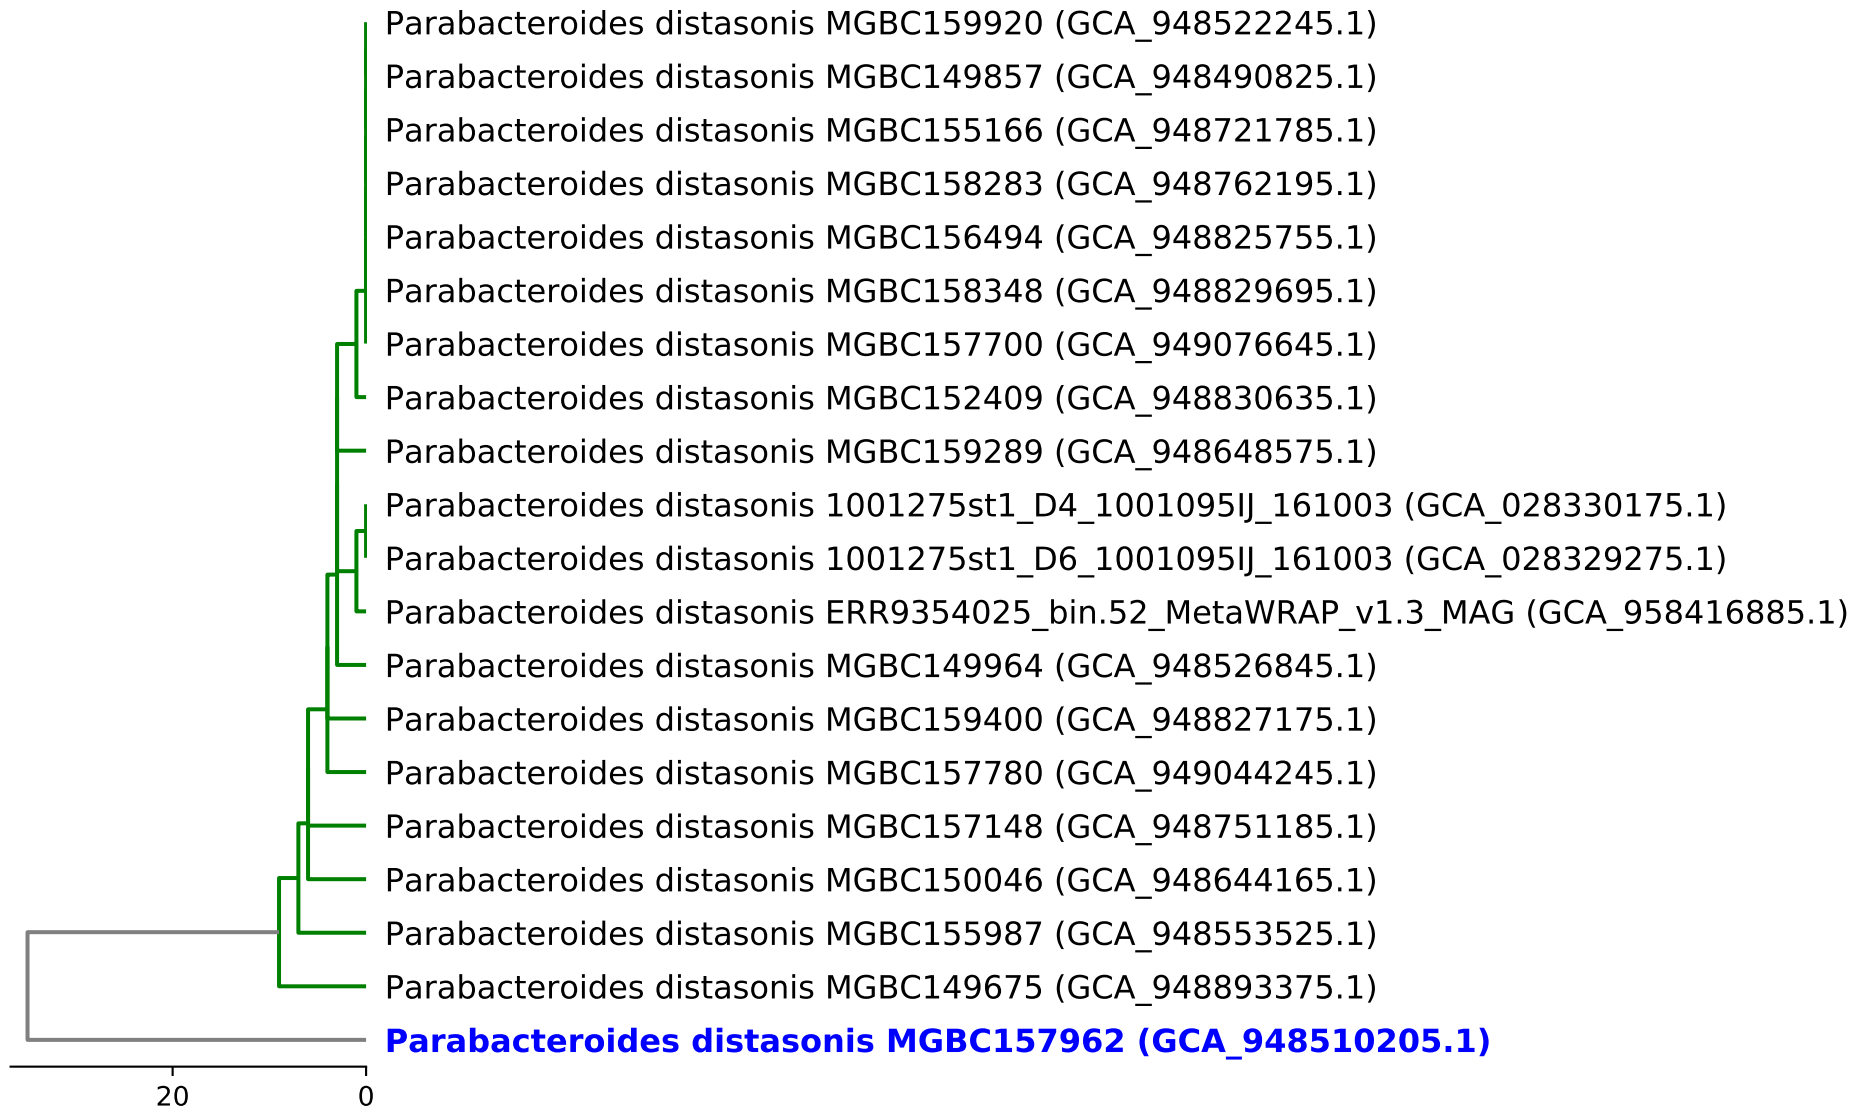 Parabacteroides distasonis MGBC159920 (GCA_948522245.1)
Parabacteroides distasonis MGBC149857 (GCA_948490825.1)
Parabacteroides distasonis MGBC155166 (GCA_948721785.1)
Parabacteroides distasonis MGBC158283 (GCA_948762195.1)
Parabacteroides distasonis MGBC156494 (GCA_948825755.1)
Parabacteroides distasonis MGBC158348 (GCA_948829695.1)
Parabacteroides distasonis MGBC157700 (GCA_949076645.1)
Parabacteroides distasonis MGBC152409 (GCA_948830635.1)
Parabacteroides distasonis MGBC159289 (GCA_948648575.1)
Parabacteroides distasonis 1001275st1_D4_1001095IJ_161003 (GCA_028330175.1)
Parabacteroides distasonis 1001275st1_D6_1001095IJ_161003 (GCA_028329275.1)
Parabacteroides distasonis ERR9354025_bin.52_MetaWRAP_v1.3_MAG (GCA_958416885.1)
Parabacteroides distasonis MGBC149964 (GCA_948526845.1)
Parabacteroides distasonis MGBC159400 (GCA_948827175.1)
Parabacteroides distasonis MGBC157780 (GCA_949044245.1)
Parabacteroides distasonis MGBC157148 (GCA_948751185.1)
Parabacteroides distasonis MGBC150046 (GCA_948644165.1)
Parabacteroides distasonis MGBC155987 (GCA_948553525.1)
Parabacteroides distasonis MGBC149675 (GCA_948893375.1)
Parabacteroides distasonis MGBC157962 (GCA_948510205.1)
20 0